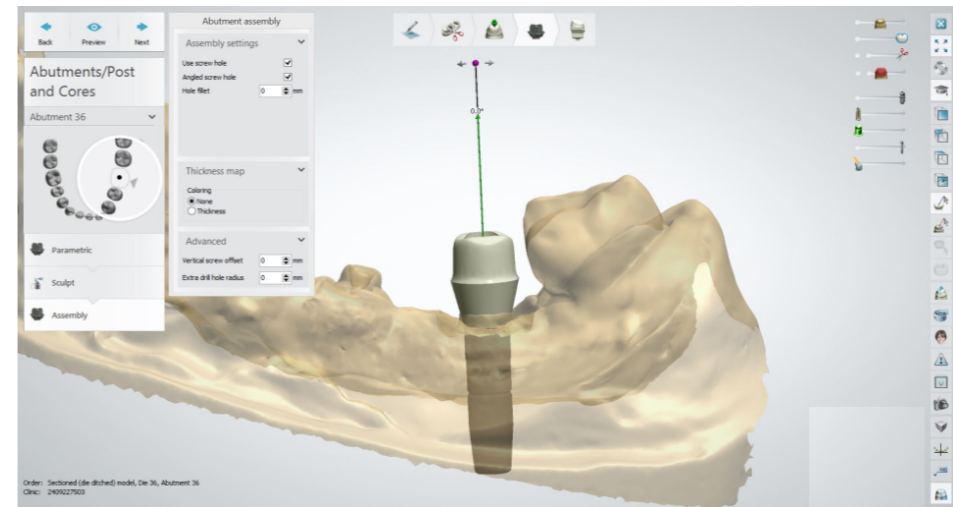 Back Preview Next
Abutments/Post
and Cores
Abutment 36
Parametric
Sculpt
Assembly
Abutment assembly
Assembly settings
Use screw hole
Angled screw hole
Hole fillet 0 mm
Thickness map
Coloring
None
Thickness
Advanced
Vertical screw offset 0 mm
Extra drill hole radius 0 mm
0.0°
Order: Sectioned (die ditched) model, Die 36, Abutment 36
Clinic: 2409227503